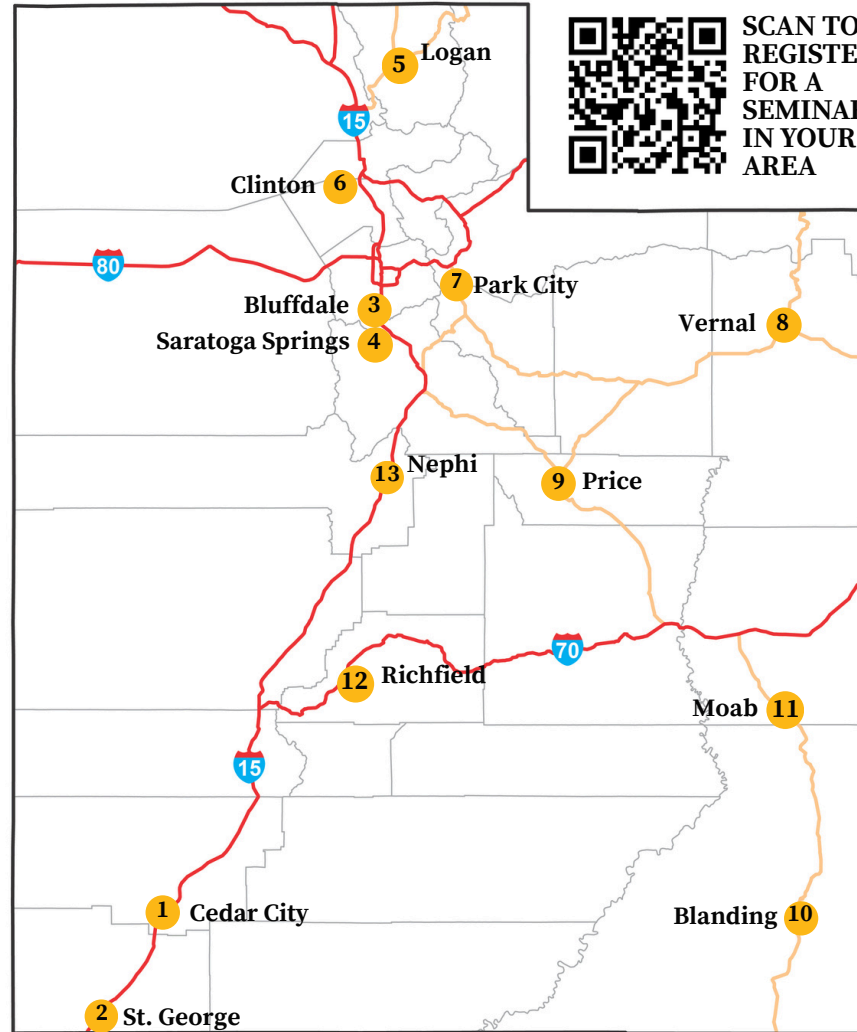 SCAN TO
REGISTE
FOR A
SEMINAR
IN YOUR
AREA
5 Logan
15
Clinton 6
80
7 Park City
Bluffdale 3
Vernal 8
Saratoga Springs 4
13 Nephi
9 Price
70
12 Richfield
Moab 11
15
1 Cedar City
Blanding 10
2 St. George